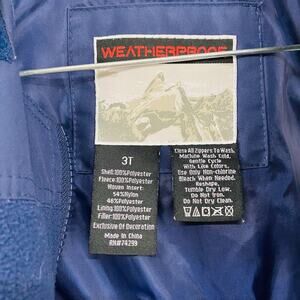 WEATHERPROOF
3T
Shell:100%Polyester
Fleece:100%Polyester
Woven Insert:
54%Nylon
46%Polyester
Lining:100%Polyester
Filler:100%Polyester
Exclusive Of Decoration
Made In China
RN#74299
Close All Zippers To Wash.
Machine Wash Cold,
Gentle Cycle
With Like Colors.
Use Only Non-chlorine
Bleach When Needed.
Reshape,
Tumble Dry Low.
Do Not Iron.
Do Not Dry Clean.